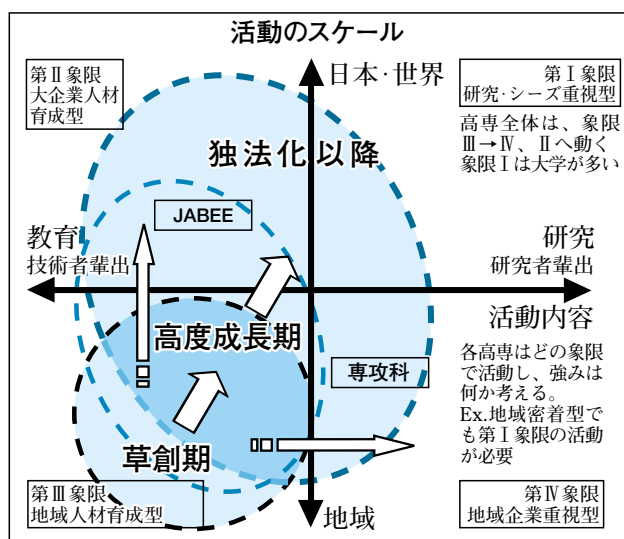 活動のスケール
第Ⅱ象限
大企業人材
育成型
日本・世界
第Ⅰ象限
研究・シーズ重視型
高専全体は、象限
Ⅲ→Ⅳ、Ⅱへ動く
象限Ⅰは大学が多い
独法化以降
JABEE
教育
技術者輩出
研究
研究者輩出
活動内容
高度成長期
専攻科
各高専はどの象限
で活動し、強みは
何か考える。
Ex.地域密着型で
も第Ⅰ象限の活動
が必要
草創期
第Ⅲ象限
地域人材育成型
地域
第Ⅳ象限
地域企業重視型